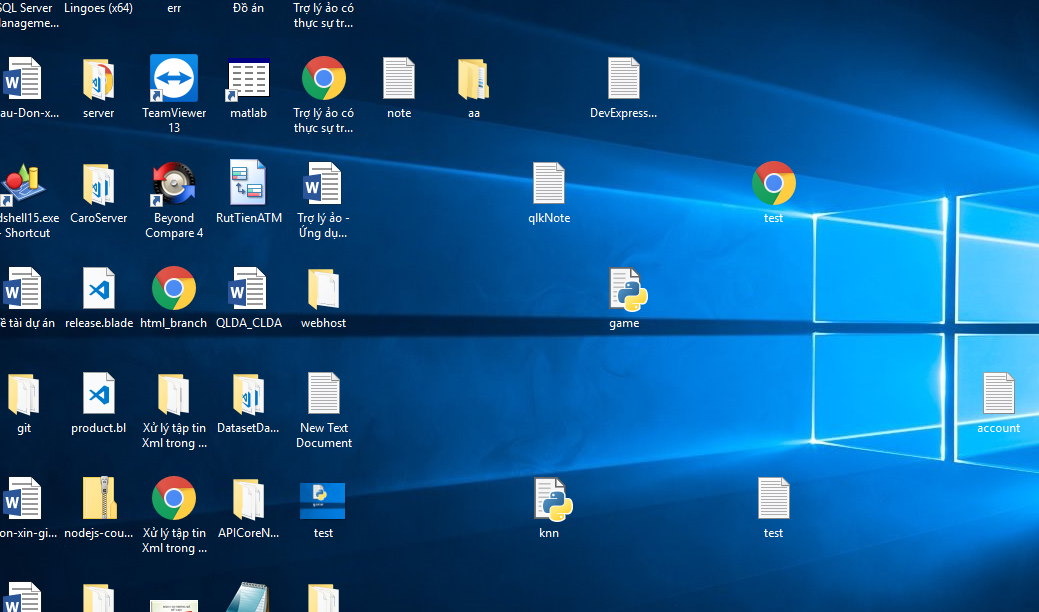 SQL Server
Lingoes (x64)
err
Đồ án
Trợ lý ảo có
thực sự tr...
anageme...
au-Don-x...
server
TeamViewer
13
matlab
Trợ lý ảo có
thực sự tr...
note
aa
DevExpress...
dshell15.exe
- Shortcut
CaroServer
Beyond
Compare 4
RutTienATM
Trợ lý ảo -
Ứng dụ...
qlkNote
test
ề tài dự án
release.blade
html_branch
QLDA_CLDA
webhost
game
git
product.bl
Xử lý tập tin
Xml trong ...
DatasetDa...
New Text
Document
account
on-xin-gi...
nodejs-cou...
Xử lý tập tin
Xml trong ...
APICoreN...
test
knn
test